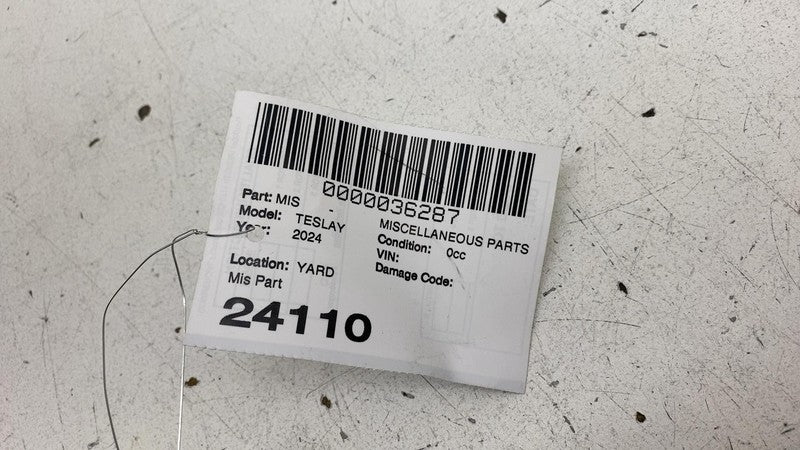 0000036287
Part: MIS - MISCELLANEOUS PARTS
Model: TESLAY Condition: 0cc
Year: 2024 VIN:
Damage Code:
Location: YARD
Mis Part
24110